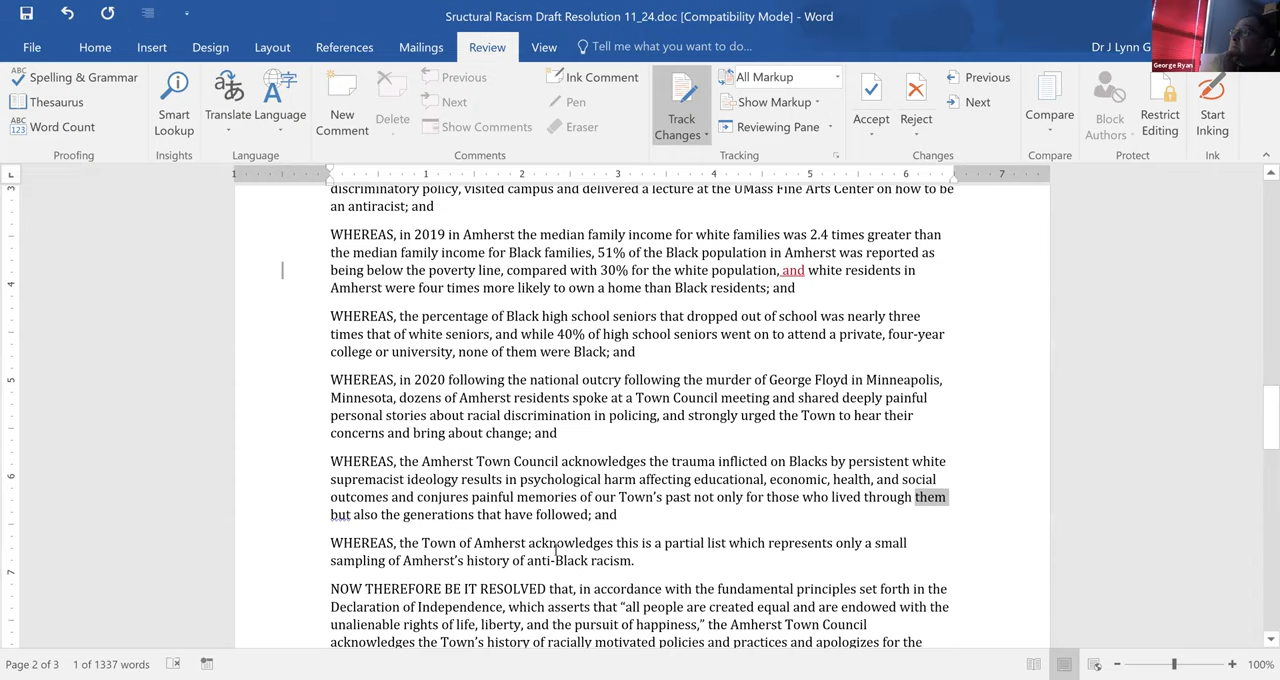 Sructural Racism Draft Resolution 11_24.doc [Compatibility Mode] - Word
File Home Insert Design Layout References Mailings Review View Tell me what you want to do... Dr J Lynn G
George Ryan
ABC Spelling & Grammar
Thesaurus
ABC 123 Word Count
Proofing
Smart Lookup
Insights
Translate Language
Language
New Comment
Delete
Previous
Next
Show Comments
Ink Comment
Pen
Eraser
Comments
Track Changes
All Markup
Show Markup
Reviewing Pane
Tracking
Accept Reject
Previous
Next
Changes
Compare
Compare
Block Authors
Restrict Editing
Protect
Start Inking
Ink
1 1 2 3 4 5 6 7
3
4
5
6
7
discriminatory policy, visited campus and delivered a lecture at the UMass Fine Arts Center on how to be
an antiracist; and
WHEREAS, in 2019 in Amherst the median family income for white families was 2.4 times greater than
the median family income for Black families, 51% of the Black population in Amherst was reported as
being below the poverty line, compared with 30% for the white population, and white residents in
Amherst were four times more likely to own a home than Black residents; and
WHEREAS, the percentage of Black high school seniors that dropped out of school was nearly three
times that of white seniors, and while 40% of high school seniors went on to attend a private, four-year
college or university, none of them were Black; and
WHEREAS, in 2020 following the national outcry following the murder of George Floyd in Minneapolis,
Minnesota, dozens of Amherst residents spoke at a Town Council meeting and shared deeply painful
personal stories about racial discrimination in policing, and strongly urged the Town to hear their
concerns and bring about change; and
WHEREAS, the Amherst Town Council acknowledges the trauma inflicted on Blacks by persistent white
supremacist ideology results in psychological harm affecting educational, economic, health, and social
outcomes and conjures painful memories of our Town's past not only for those who lived through them
but also the generations that have followed; and
WHEREAS, the Town of Amherst acknowledges this is a partial list which represents only a small
sampling of Amherst's history of anti-Black racism.
NOW THEREFORE BE IT RESOLVED that, in accordance with the fundamental principles set forth in the
Declaration of Independence, which asserts that “all people are created equal and are endowed with the
unalienable rights of life, liberty, and the pursuit of happiness,” the Amherst Town Council
acknowledges the Town's history of racially motivated policies and practices and apologizes for the
Page 2 of 3 1 of 1337 words 100%